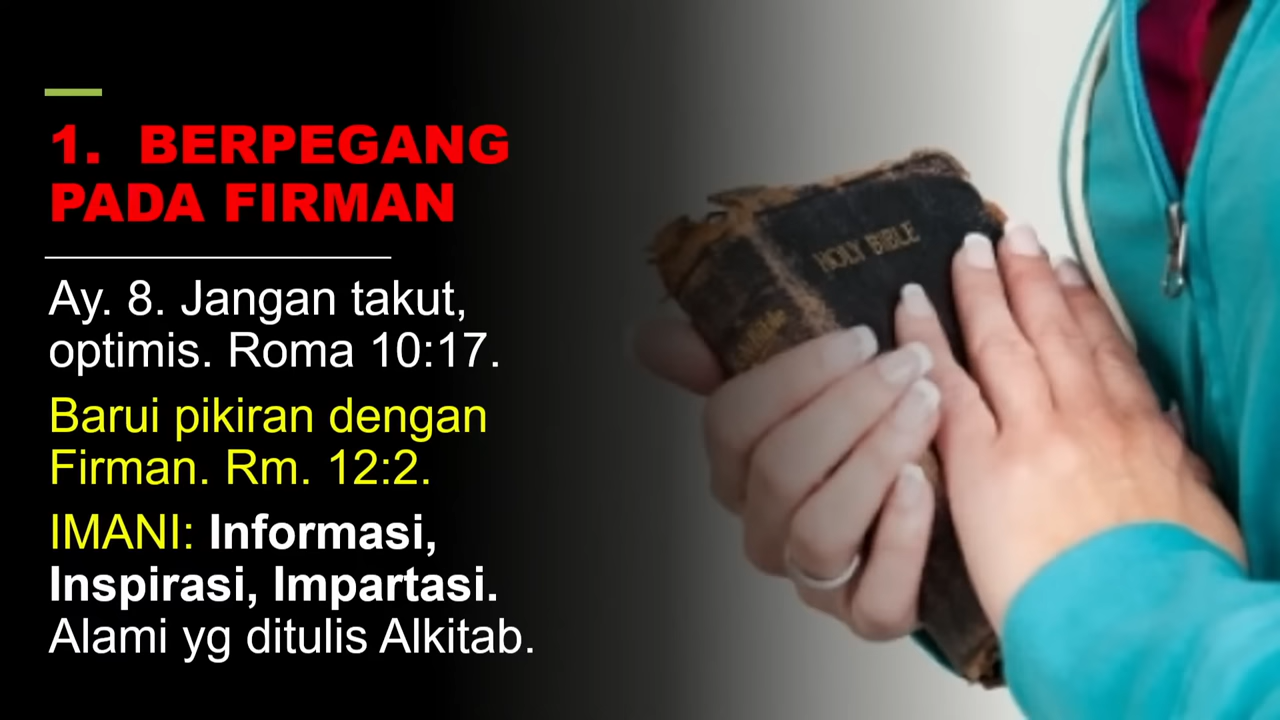 1. BERPEGANG
PADA FIRMAN
Ay. 8. Jangan takut,
optimis. Roma 10:17.
Barui pikiran dengan
Firman. Rm. 12:2.
IMANI: Informasi,
Inspirasi, Impartasi.
Alami yg ditulis Alkitab.
HOLY BIBLE